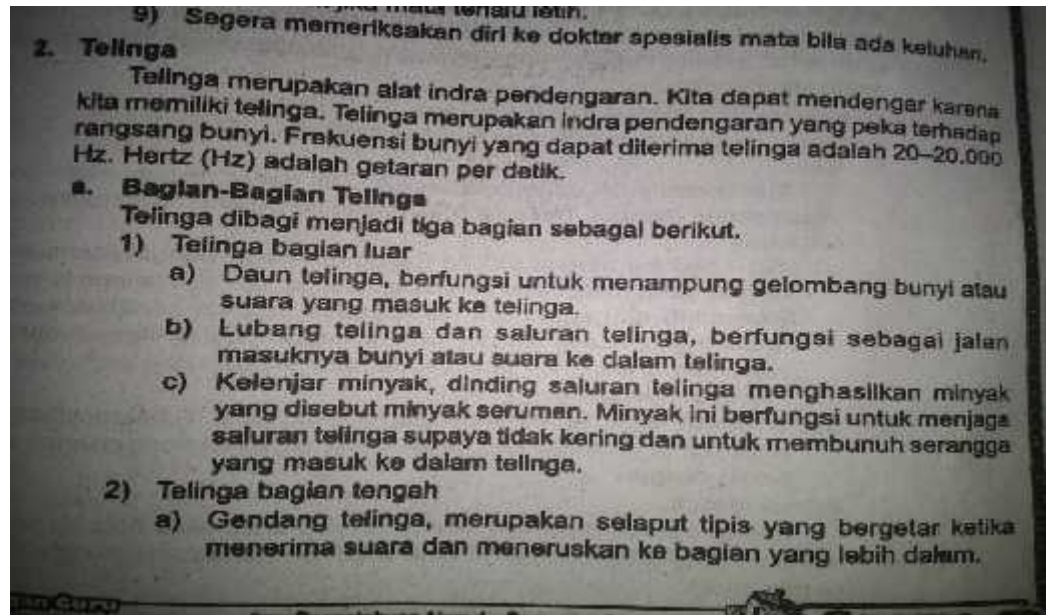 mata terlalu letih.
9) Segera memeriksakan diri ke dokter spesialis mata bila ada keluhan.
2. Telinga
Telinga merupakan alat indra pendengaran. Kita dapat mendengar karena
kita memiliki telinga. Telinga merupakan indra pendengaran yang peka terhadap
rangsang bunyi. Frekuensi bunyi yang dapat diterima telinga adalah 20–20.000
Hz. Hertz (Hz) adalah getaran per detik.
a. Bagian-Bagian Telinga
Telinga dibagi menjadi tiga bagian sebagai berikut.
1) Telinga bagian luar
a) Daun telinga, berfungsi untuk menampung gelombang bunyi atau
suara yang masuk ke telinga.
b) Lubang telinga dan saluran telinga, berfungsi sebagai jalan
masuknya bunyi atau suara ke dalam telinga.
c) Kelenjar minyak, dinding saluran telinga menghasilkan minyak
yang disebut minyak serumen. Minyak ini berfungsi untuk menjaga
saluran telinga supaya tidak kering dan untuk membunuh serangga
yang masuk ke dalam telinga.
2) Telinga bagian tengah
a) Gendang telinga, merupakan selaput tipis yang bergetar ketika
menerima suara dan meneruskan ke bagian yang lebih dalam.